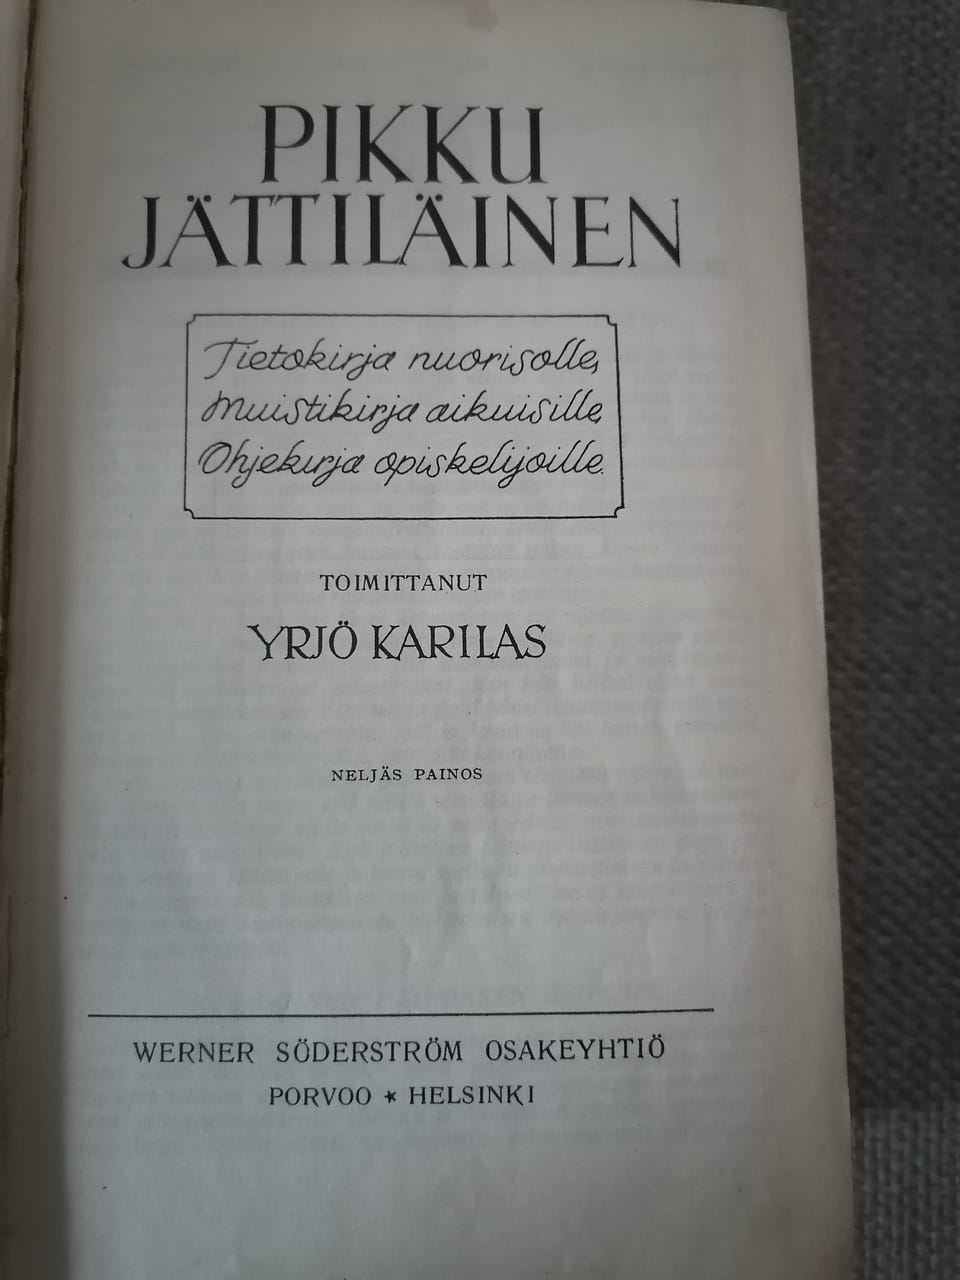 PIKKU
JÄTTILÄINEN
Tietokirja nuorisolle,
Muistikirja aikuisille,
Ohjekirja opiskelijoille.
TOIMITTANUT
YRJÖ KARILAS
NELJÄS PAINOS
WERNER SÖDERSTRÖM OSAKEYHTIÖ
PORVOO ★ HELSINKI